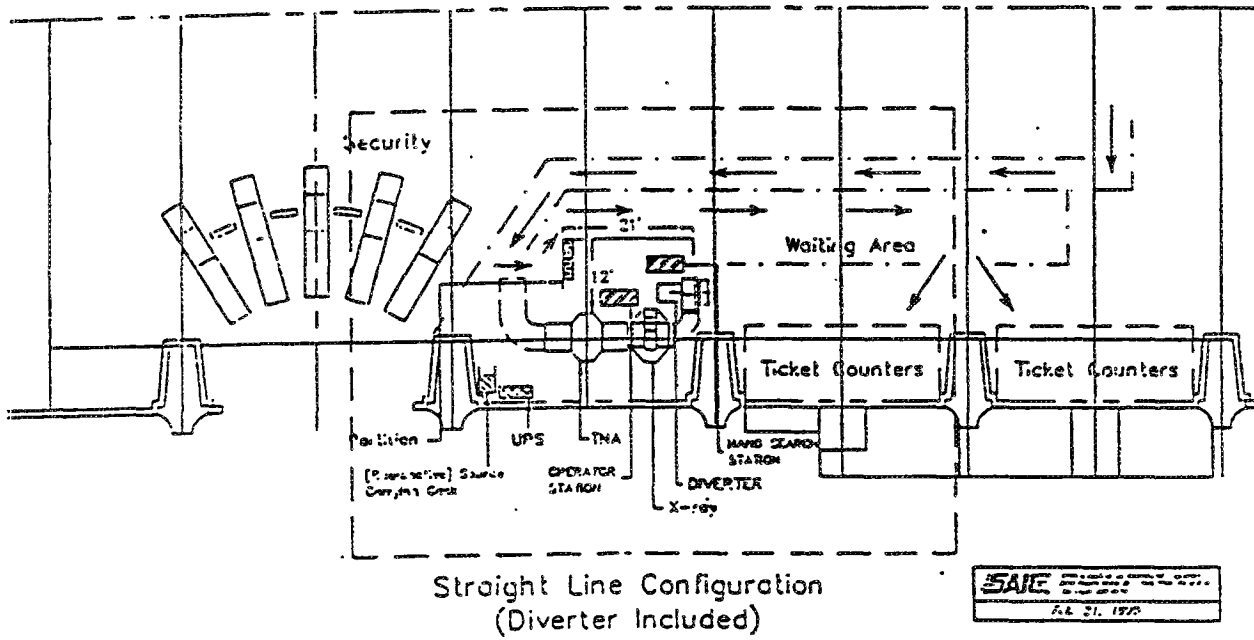 Security
21'
Waiting Area
12'
Ticket Counters
Ticket Counters
Partition
UPS
TNA
HAND SEARCH
STATION
Source
OPERATOR
STATION
DIVERTER
X-ray
Straight Line Configuration
(Diverter Included)
SAIC
21,